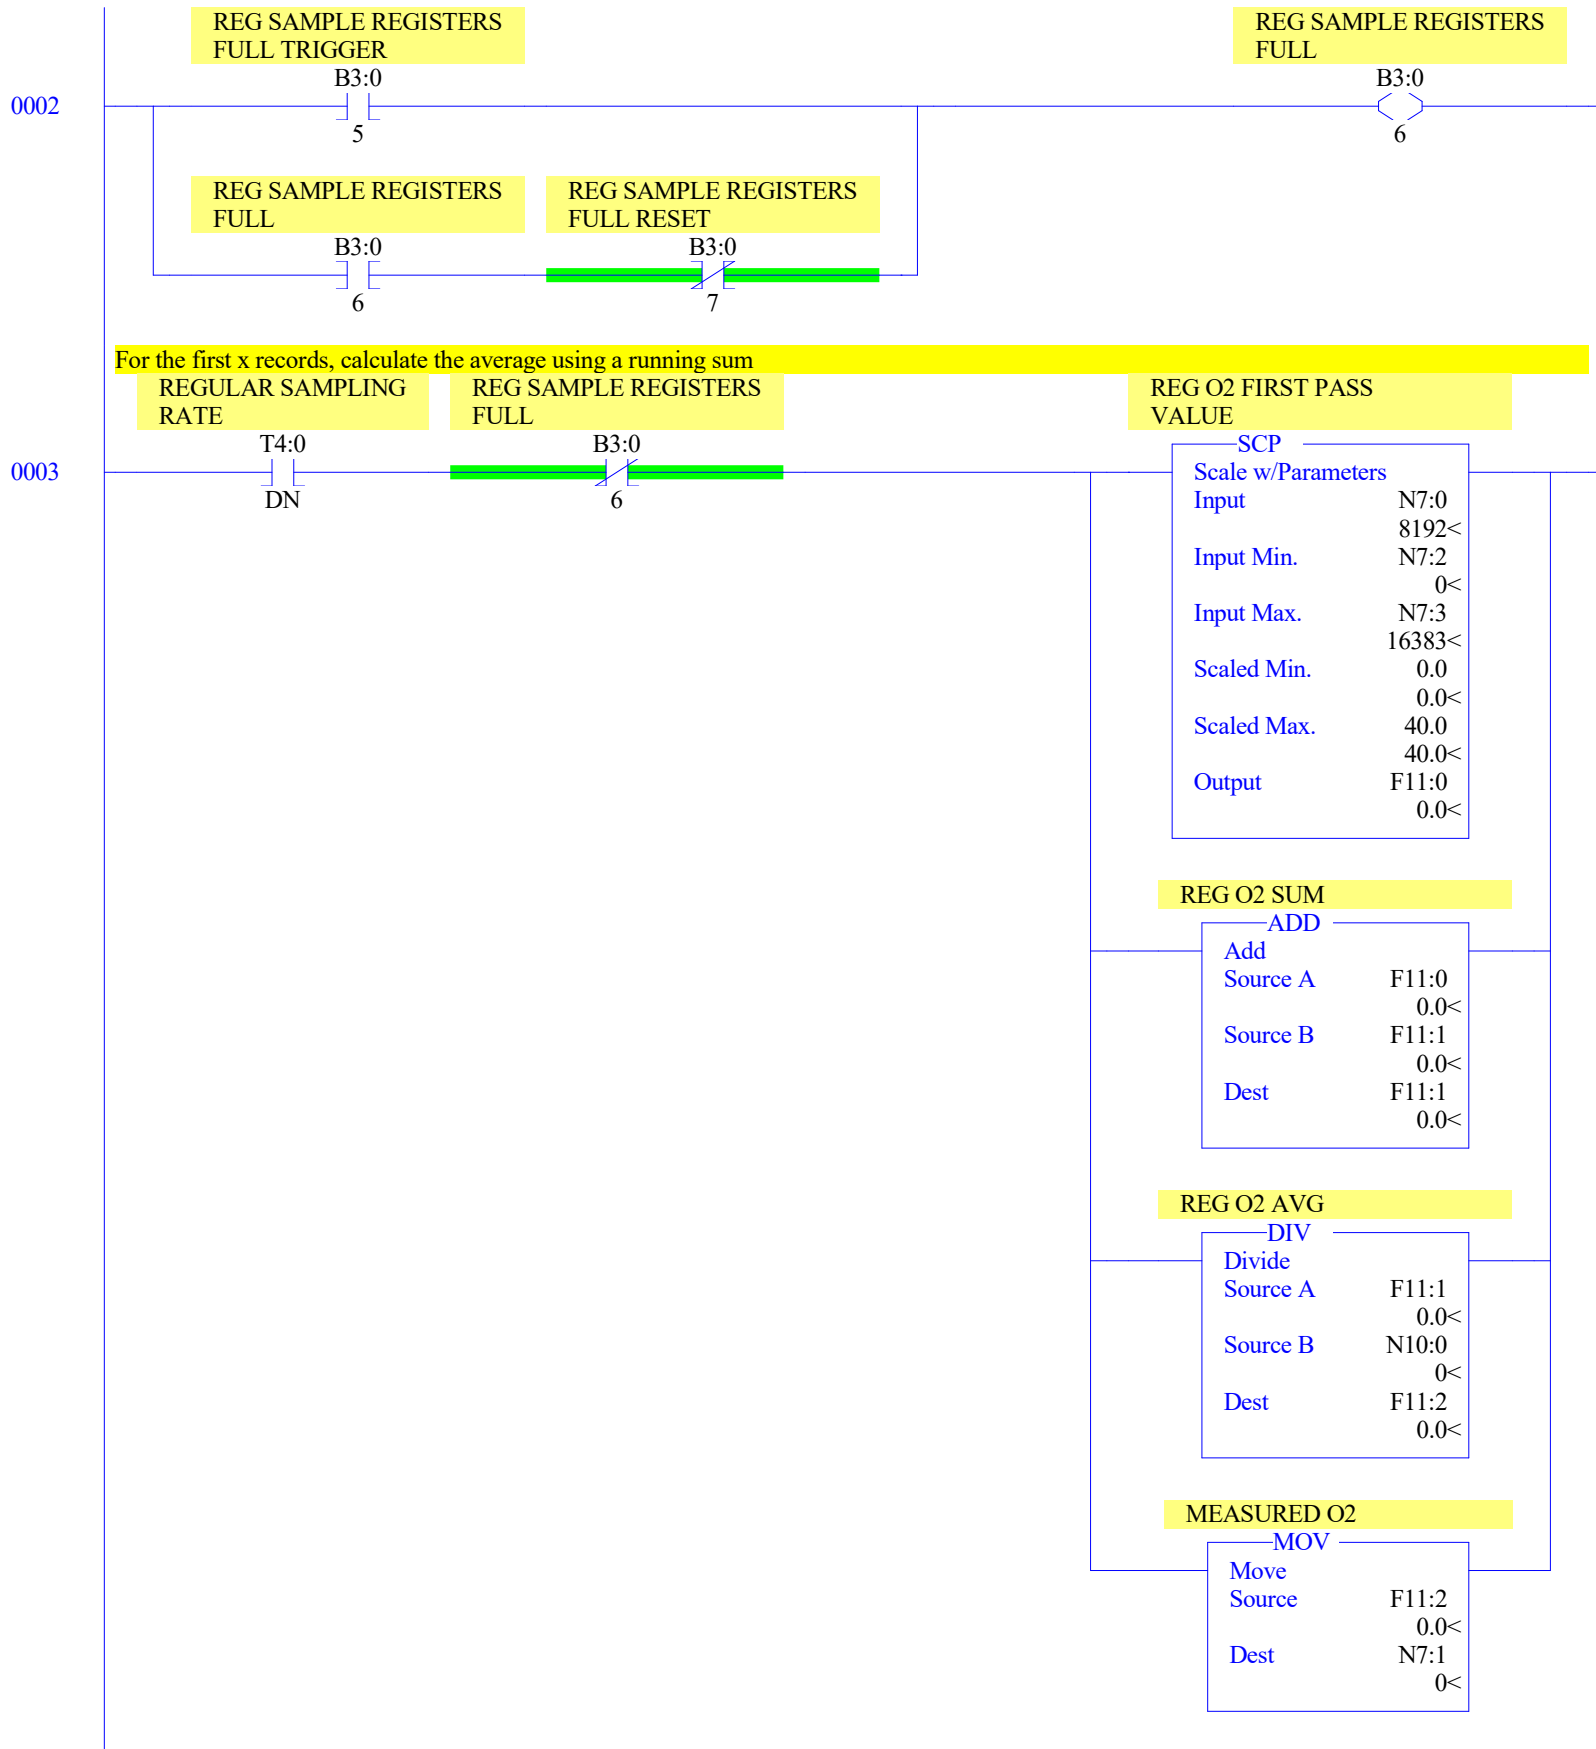 REG SAMPLE REGISTERS
FULL TRIGGER
B3:0
5
REG SAMPLE REGISTERS
FULL
B3:0
6
0002
REG SAMPLE REGISTERS
FULL
B3:0
6
REG SAMPLE REGISTERS
FULL RESET
B3:0
7
For the first x records, calculate the average using a running sum
REGULAR SAMPLING
RATE
T4:0
DN
REG SAMPLE REGISTERS
FULL
B3:0
6
0003
REG O2 FIRST PASS
VALUE
SCP
Scale w/Parameters
Input N7:0
8192<
Input Min. N7:2
0<
Input Max. N7:3
16383<
Scaled Min. 0.0
0.0<
Scaled Max. 40.0
40.0<
Output F11:0
0.0<
REG O2 SUM
ADD
Add
Source A F11:0
0.0<
Source B F11:1
0.0<
Dest F11:1
0.0<
REG O2 AVG
DIV
Divide
Source A F11:1
0.0<
Source B N10:0
0<
Dest F11:2
0.0<
MEASURED O2
MOV
Move
Source F11:2
0.0<
Dest N7:1
0<